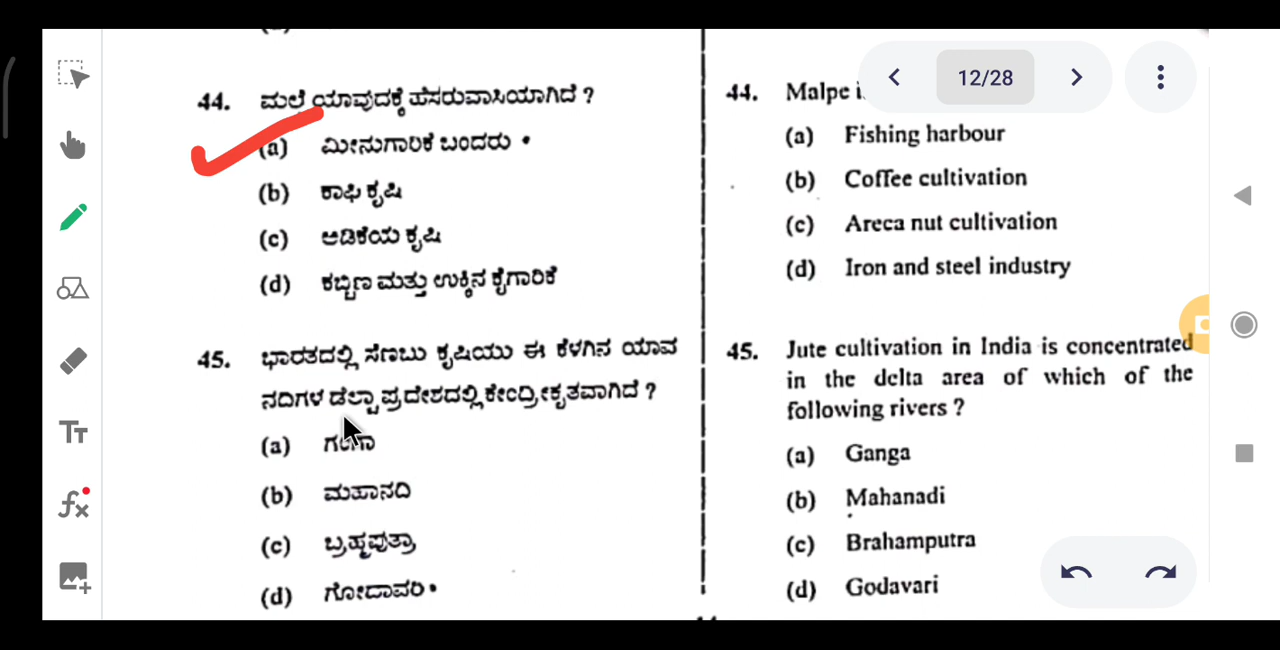 44. ಮಲೆ ಯಾವುದಕ್ಕೆ ಹೆಸರುವಾಸಿಯಾಗಿದೆ ?
(a) ಮೀನುಗಾರಿಕೆ ಬಂದರು
(b) ಕಾಫಿ ಕೃಷಿ
(c) ಅಡಿಕೆಯ ಕೃಷಿ
(d) ಕಬ್ಬಿಣ ಮತ್ತು ಉಕ್ಕಿನ ಕೈಗಾರಿಕೆ
45. ಭಾರತದಲ್ಲಿ ಸೆಣಬು ಕೃಷಿಯು ಈ ಕೆಳಗಿನ ಯಾವ
ನದಿಗಳ ಡೆಲ್ಟಾ ಪ್ರದೇಶದಲ್ಲಿ ಕೇಂದ್ರೀಕೃತವಾಗಿದೆ ?
(a) ಗಂಗಾ
(b) ಮಹಾನದಿ
(c) ಬ್ರಹ್ಮಪುತ್ರಾ
(d) ಗೋದಾವರಿ
12/28
44. Malpe
(a) Fishing harbour
(b) Coffee cultivation
(c) Areca nut cultivation
(d) Iron and steel industry
45. Jute cultivation in India is concentrated
in the delta area of which of the
following rivers ?
(a) Ganga
(b) Mahanadi
(c) Brahamputra
(d) Godavari
TT
fx